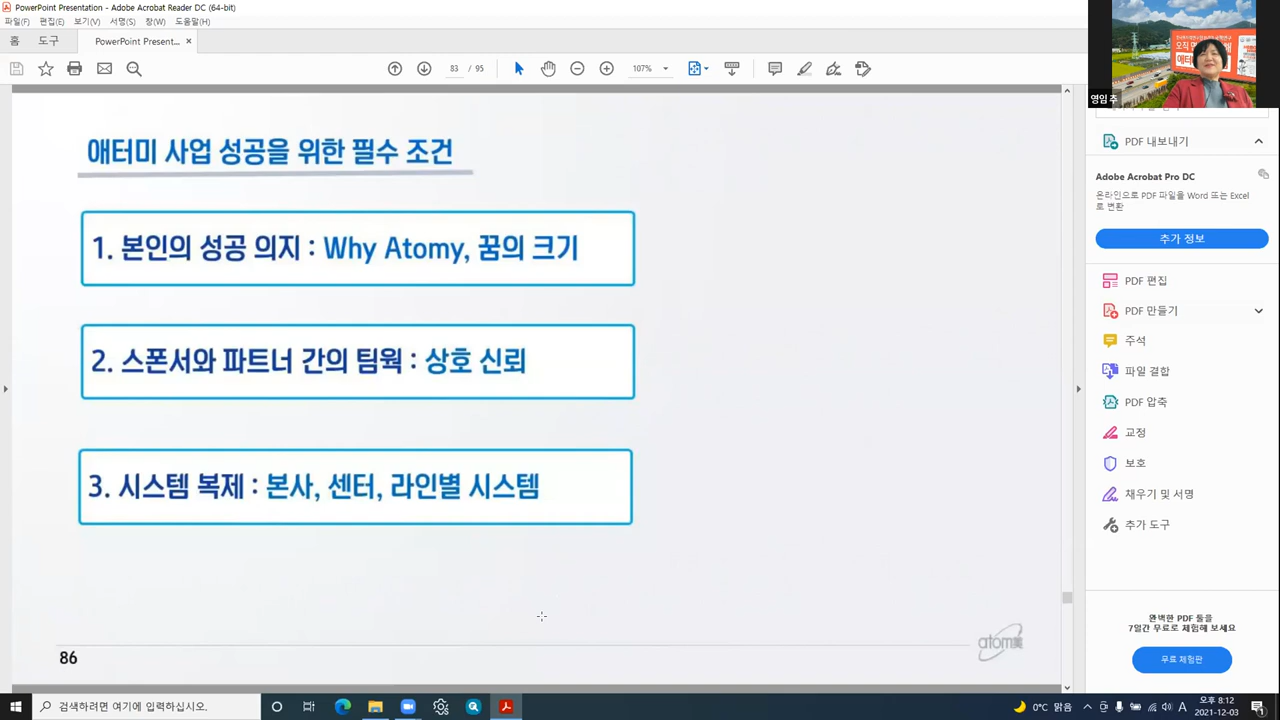 PowerPoint Presentation - Adobe Acrobat Reader DC (64-bit)
파일(F) 편집(E) 보기(V) 서명(S) 창(W) 도움말(H)
홈 도구 PowerPoint Present... ×
83 / 95 107%
애터미 사업 성공을 위한 필수 조건
1. 본인의 성공 의지 : Why Atomy, 꿈의 크기
2. 스폰서와 파트너 간의 팀웍 : 상호 신뢰
3. 시스템 복제 : 본사, 센터, 라인별 시스템
86
atom美
영임 추
PDF 내보내기
Adobe Acrobat Pro DC
온라인으로 PDF 파일을 Word 또는 Excel
로 변환
추가 정보
PDF 편집
PDF 만들기
주석
파일 결합
PDF 압축
교정
보호
채우기 및 서명
추가 도구
완벽한 PDF 툴을
7일간 무료로 체험해 보세요
무료 체험판
검색하려면 여기에 입력하십시오.
0°C 맑음
A
오후 8:12
2021-12-03
1